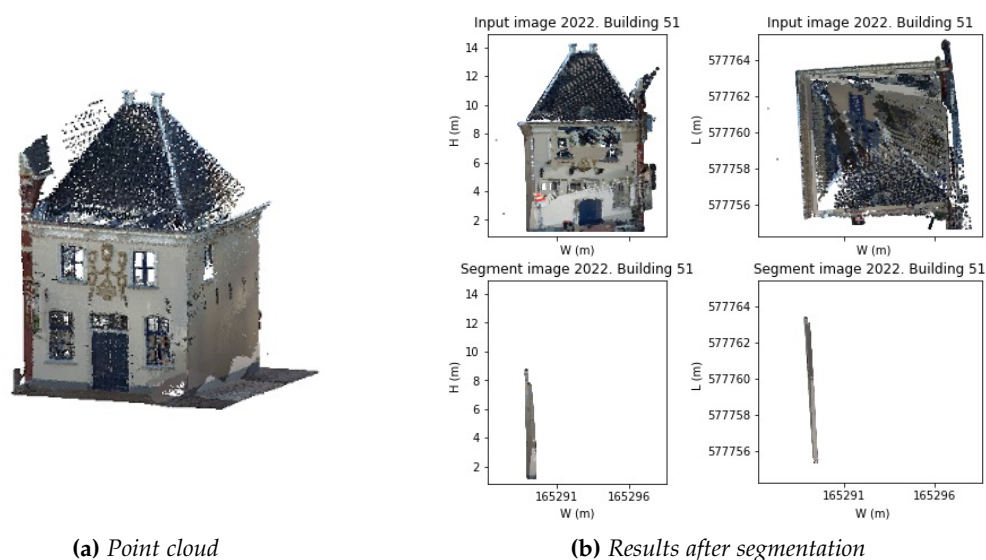 Input image 2022. Building 51
14
12
10
8
6
4
2
H (m)
W (m)
Input image 2022. Building 51
577764
577762
577760
577758
577756
L (m)
W (m)
Segment image 2022. Building 51
14
12
10
8
6
4
2
H (m)
165291
165296
W (m)
Segment image 2022. Building 51
577764
577762
577760
577758
577756
L (m)
165291
165296
W (m)
(a) Point cloud
(b) Results after segmentation